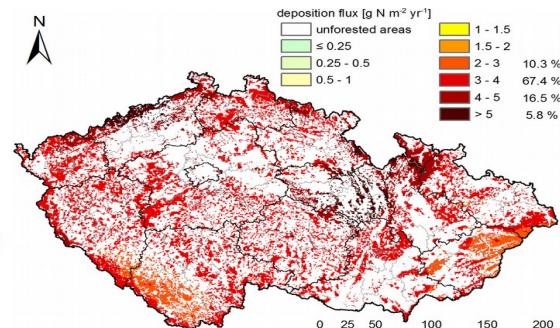 deposition flux [g N m⁻² yr⁻¹]
unforested areas
≤ 0.25
0.25 - 0.5
0.5 - 1
1 - 1.5
1.5 - 2
2 - 3 10.3 %
3 - 4 67.4 %
4 - 5 16.5 %
> 5 5.8 %
N
0 25 50 100 150 200